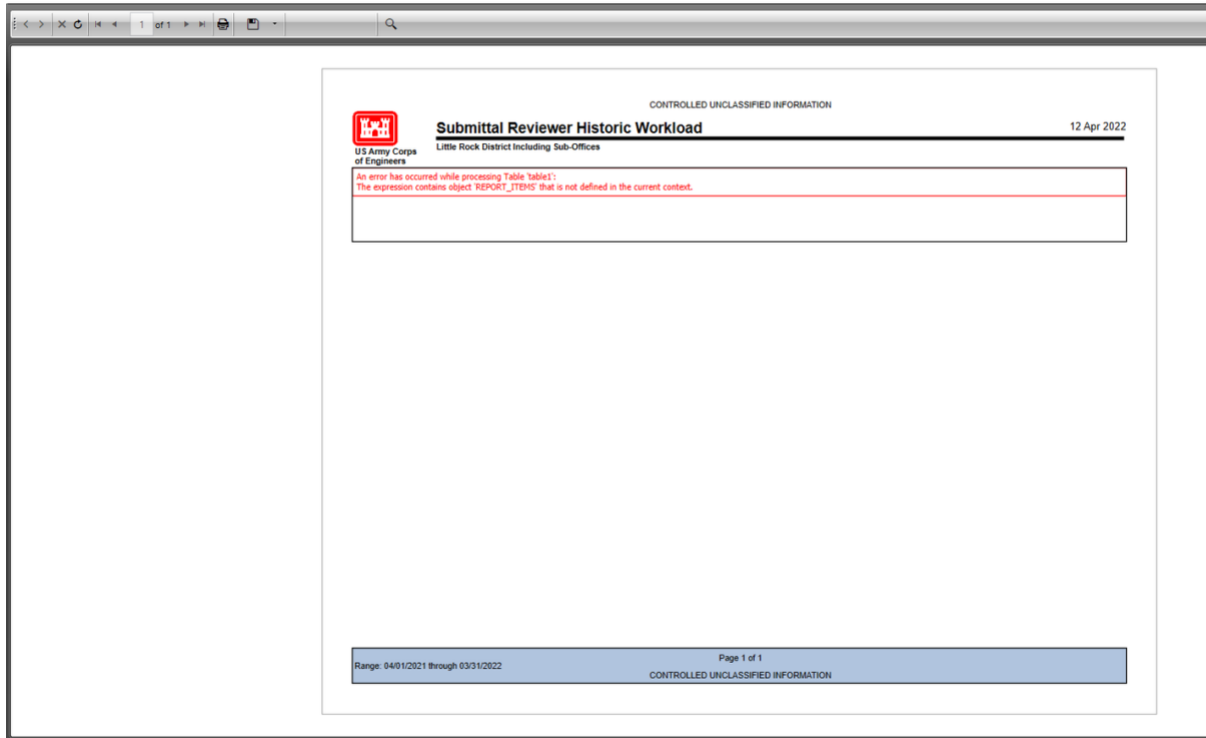 1 of 1
CONTROLLED UNCLASSIFIED INFORMATION
Submittal Reviewer Historic Workload
12 Apr 2022
Little Rock District Including Sub-Offices
US Army Corps
of Engineers
An error has occurred while processing Table 'table1':
The expression contains object 'REPORT_ITEMS' that is not defined in the current context.
Page 1 of 1
Range: 04/01/2021 through 03/31/2022
CONTROLLED UNCLASSIFIED INFORMATION